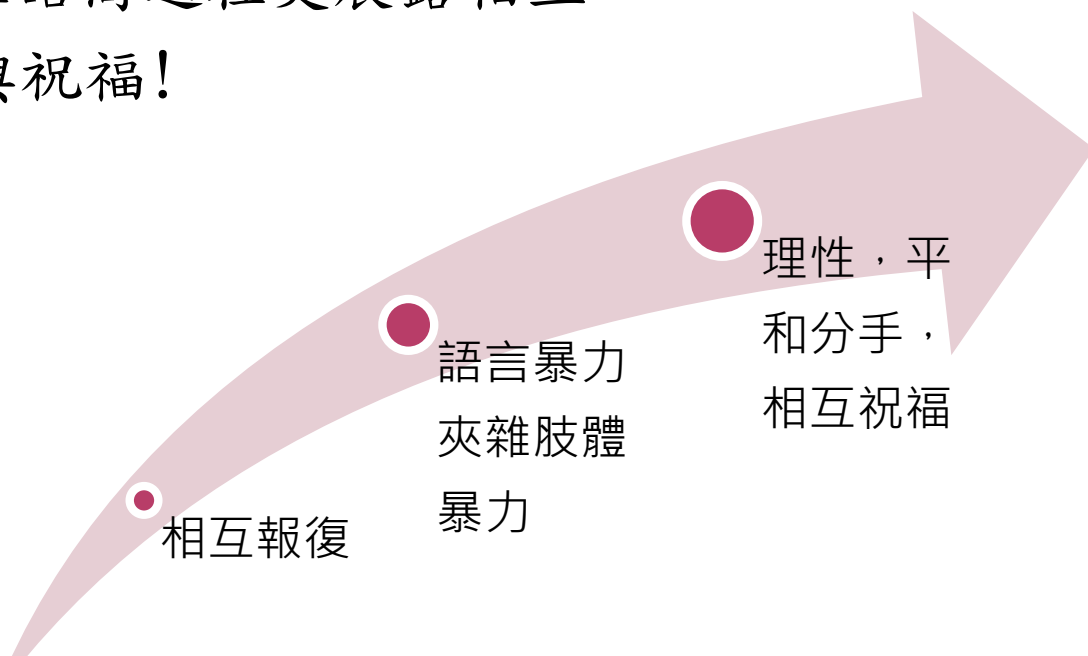 與祝福!
相互報復
語言暴力
夾雜肢體
暴力
理性，平
和分手，
相互祝福